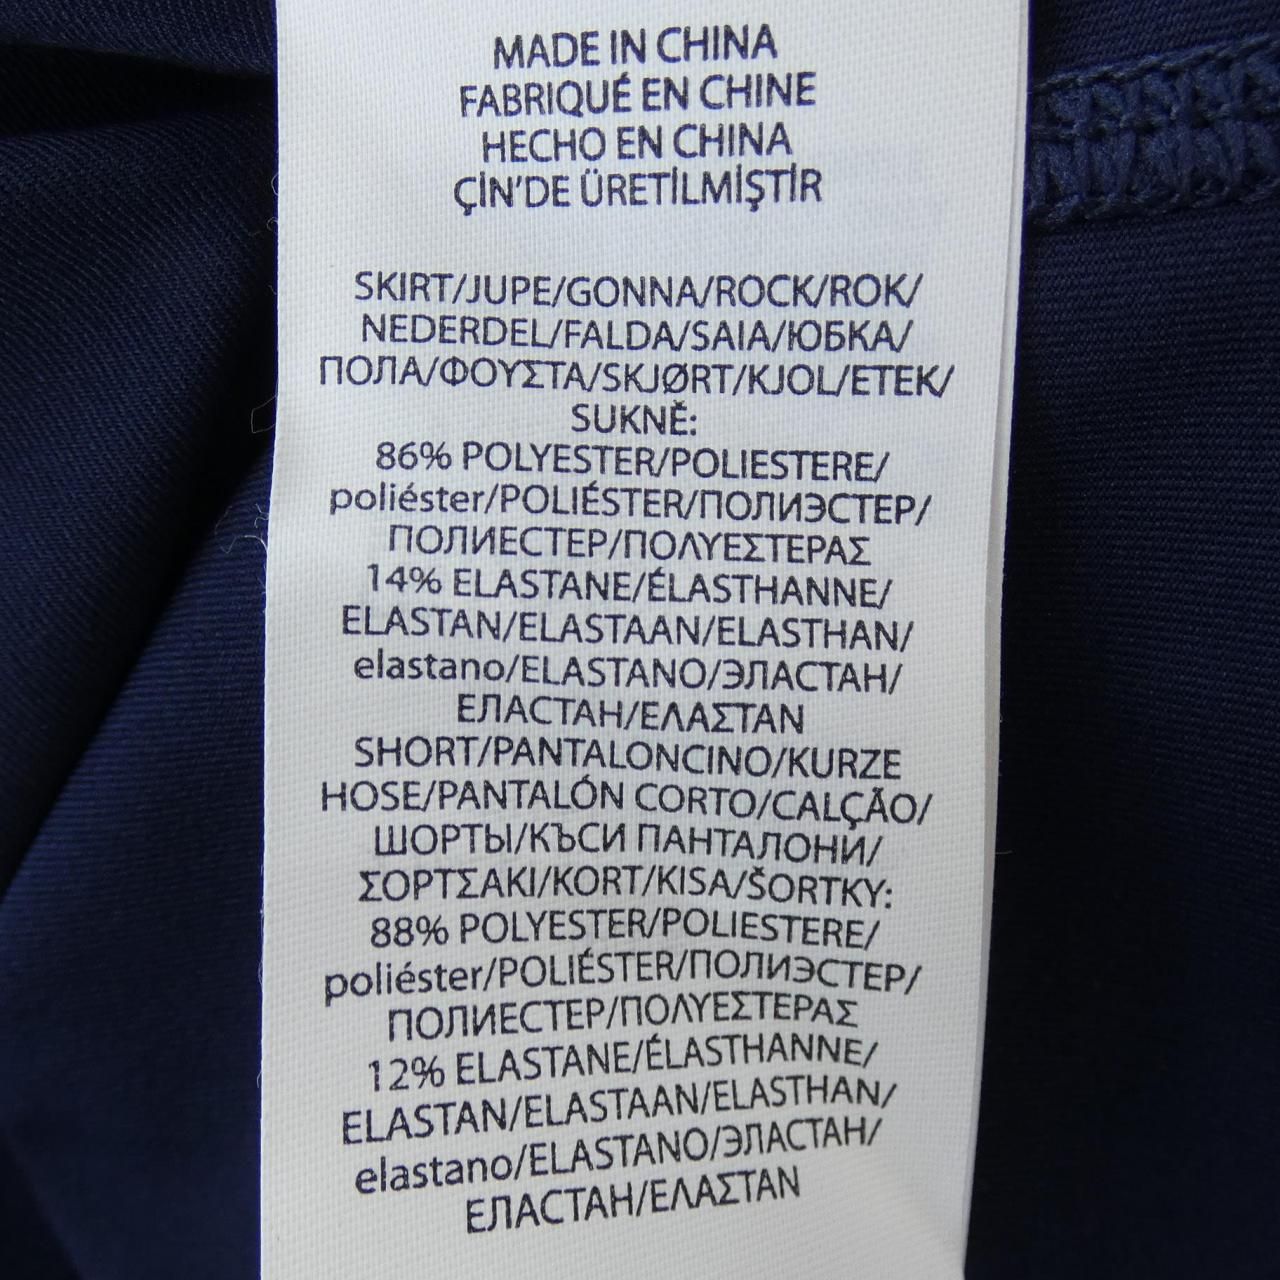 MADE IN CHINA
FABRIQUÉ EN CHINE
HECHO EN CHINA
ÇİN'DE ÜRETİLMİŞTİR
SKIRT/JUPE/GONNA/ROCK/ROK/
NEDERDEL/FALDA/SAIA/ЮБКА/
ПОЛА/ΦΟΥΣΤΑ/SKJØRT/KJOL/ETEK/
SUKNĚ:
86% POLYESTER/POLIESTERE/
poliéster/POLIÉSTER/ПОЛИЭСТЕР/
ПОЛИЕСТЕР/ΠΟΛΥΕΣΤΕΡΑΣ
14% ELASTANE/ÉLASTHANNE/
ELASTAN/ELASTAAN/ELASTHAN/
elastano/ELASTANO/ЭЛАСТАН/
ЕЛАСТАН/ΕΛΑΣΤΑΝ
SHORT/PANTALONCINO/KURZE
HOSE/PANTALÓN CORTO/CALÇÃO/
ШОРТЫ/КЪСИ ПАНТАЛОНИ/
ΣΟΡΤΣΑΚΙ/KORT/KISA/ŠORTKY:
88% POLYESTER/POLIESTERE/
poliéster/POLIÉSTER/ПОЛИЭСТЕР/
ПОЛИЕСТЕР/ΠΟΛΥΕΣΤΕΡΑΣ
12% ELASTANE/ÉLASTHANNE/
ELASTAN/ELASTAAN/ELASTHAN/
elastano/ELASTANO/ЭЛАСТАН/
ЕЛАСТАН/ΕΛΑΣΤΑΝ